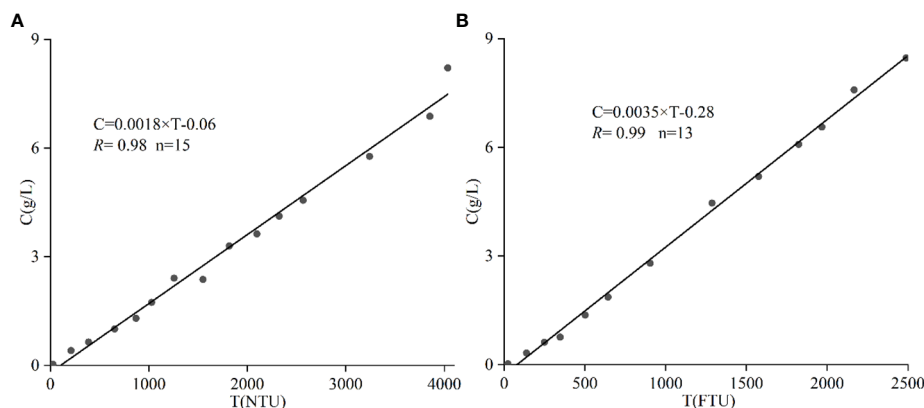 A
9
6
3
0
C(g/L)
C=0.0018×T-0.06
R= 0.98 n=15
0 1000 2000 3000 4000
T(NTU)
B
9
6
3
0
C(g/L)
C=0.0035×T-0.28
R= 0.99 n=13
0 500 1000 1500 2000 2500
T(FTU)